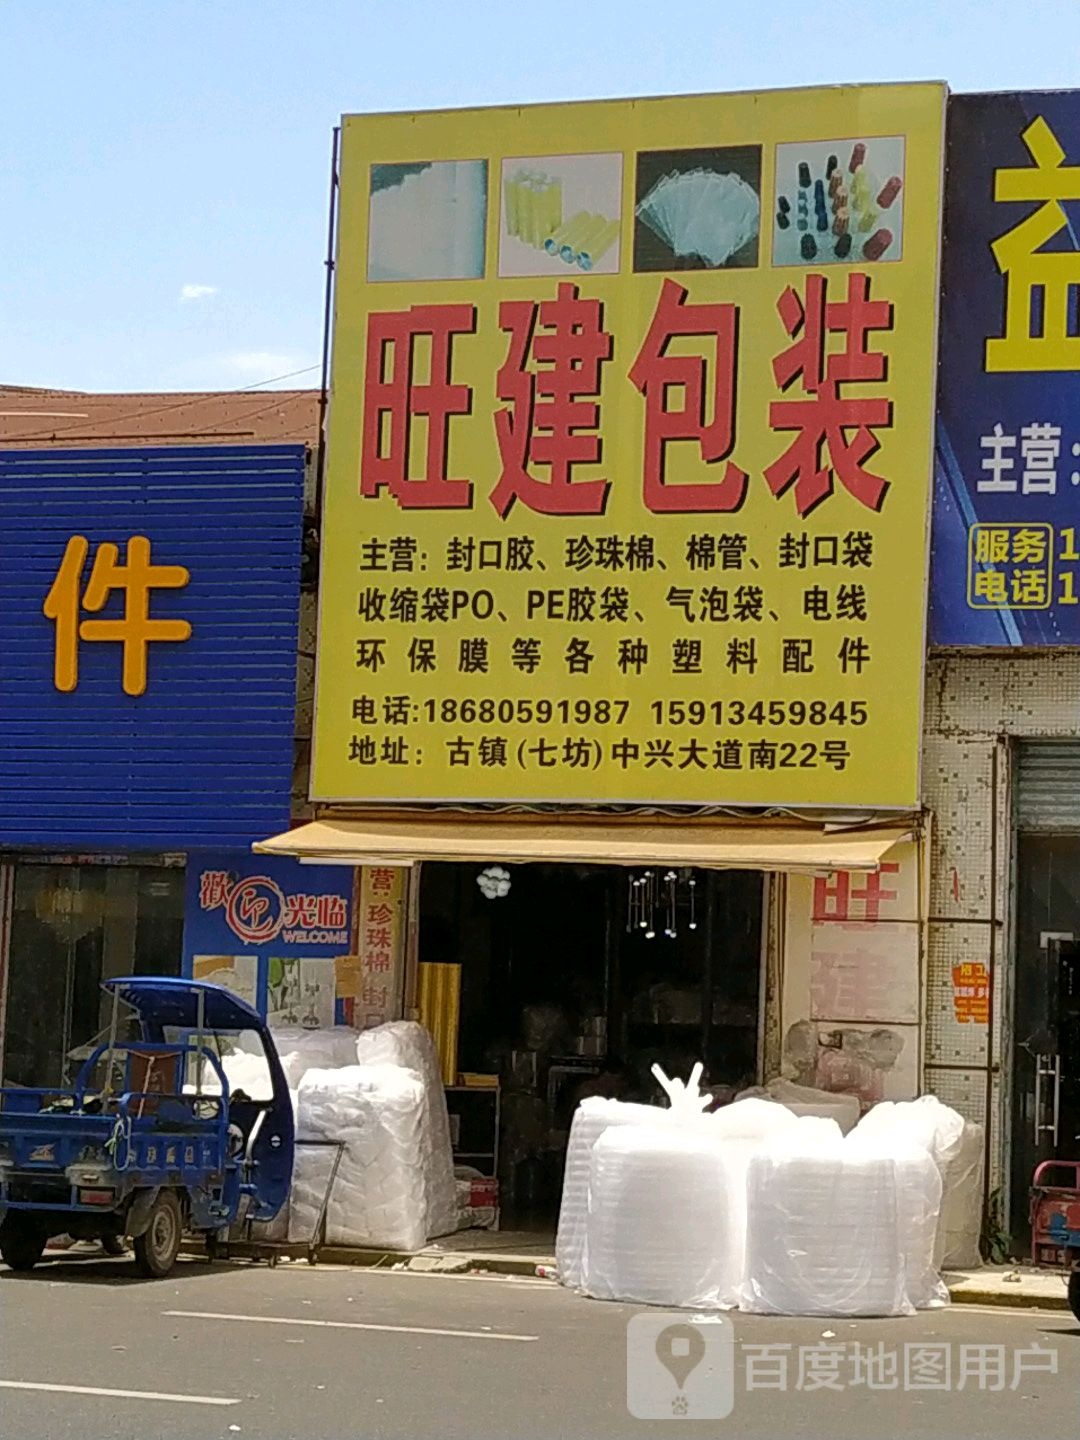 旺建包装
主营：封口胶、珍珠棉、棉管、封口袋
收缩袋PO、PE胶袋、气泡袋、电线
环保膜等各种塑料配件
电话:18680591987 15913459845
地址：古镇(七坊)中兴大道南22号
件
益
主营：
服务 1
电话 1
欢 光临
WELCOME
营：珍珠棉 封口
旺建
百度地图用户